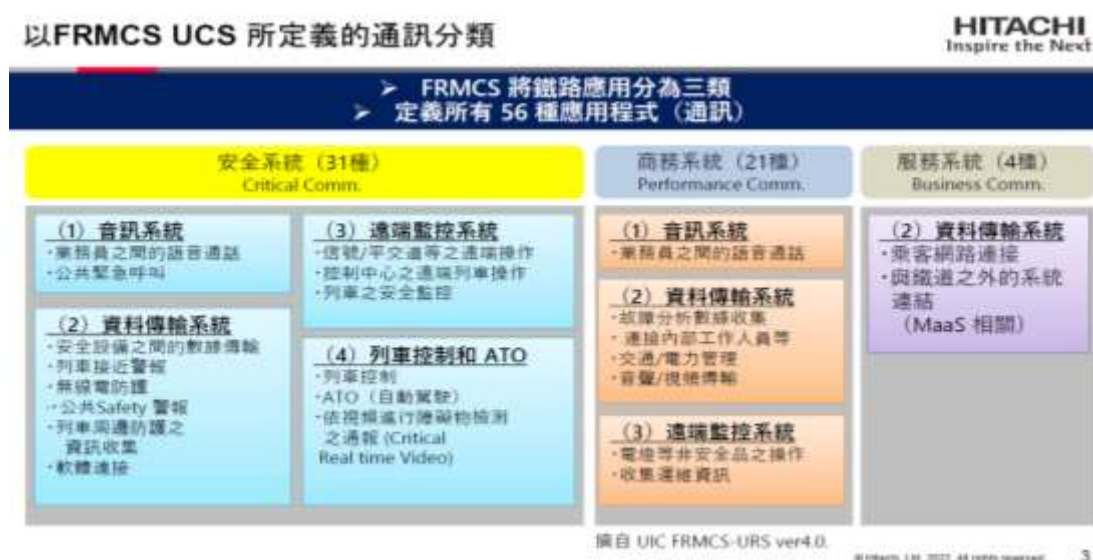 以FRMCS UCS 所定義的通訊分類
HITACHI
Inspire the Next
➢ FRMCS 將鐵路應用分為三類
➢ 定義所有 56 種應用程式（通訊）
安全系統（31種）
Critical Comm.
商務系統（21種）
Performance Comm.
服務系統（4種）
Business Comm.
（1）音訊系統
·業務員之間的語音通話
·公共緊急呼叫
（2）資料傳輸系統
·安全設備之間的數據傳輸
·列車接近警報
·無線電防護
·公共Safety 警報
·列車周邊防護之
資訊收集
·軟體連接
（3）遠端監控系統
·信號/平交道等之遠端操作
·控制中心之遠端列車操作
·列車之安全監控
（4）列車控制和 ATO
·列車控制
·ATO（自動駕駛）
·依視頻進行障礙物檢測
之通報 (Critical
Real time Video)
（1）音訊系統
·業務員之間的語音通話
（2）資料傳輸系統
·故障分析數據收集
·連接內部工作人員等
·交通/電力管理
·音聲/視頻傳輸
（3）遠端監控系統
·電燈等非安全品之操作
·收集運維資訊
（2）資料傳輸系統
·乘客網路連接
·與鐵道之外的系統
連結
（MaaS 相關）
摘自 UIC FRMCS-URS ver4.0.
© Hitachi, Ltd. 2022. All rights reserved.
3